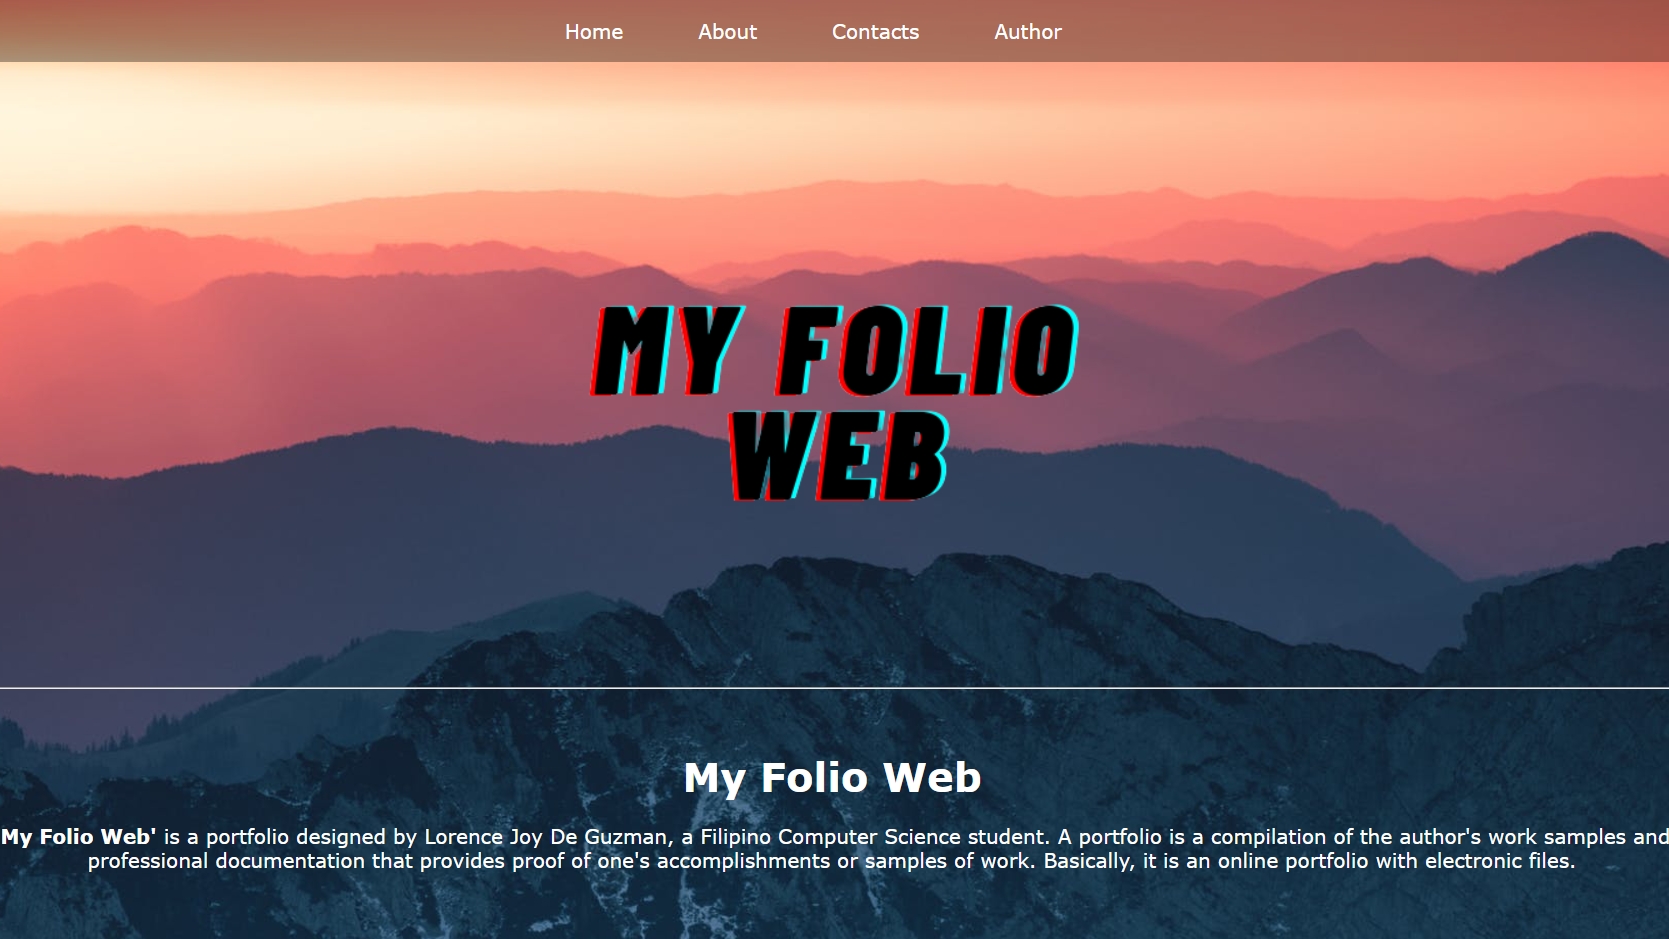 Home About Contacts Author
MY FOLIO
WEB
My Folio Web
My Folio Web' is a portfolio designed by Lorence Joy De Guzman, a Filipino Computer Science student. A portfolio is a compilation of the author's work samples and
professional documentation that provides proof of one's accomplishments or samples of work. Basically, it is an online portfolio with electronic files.